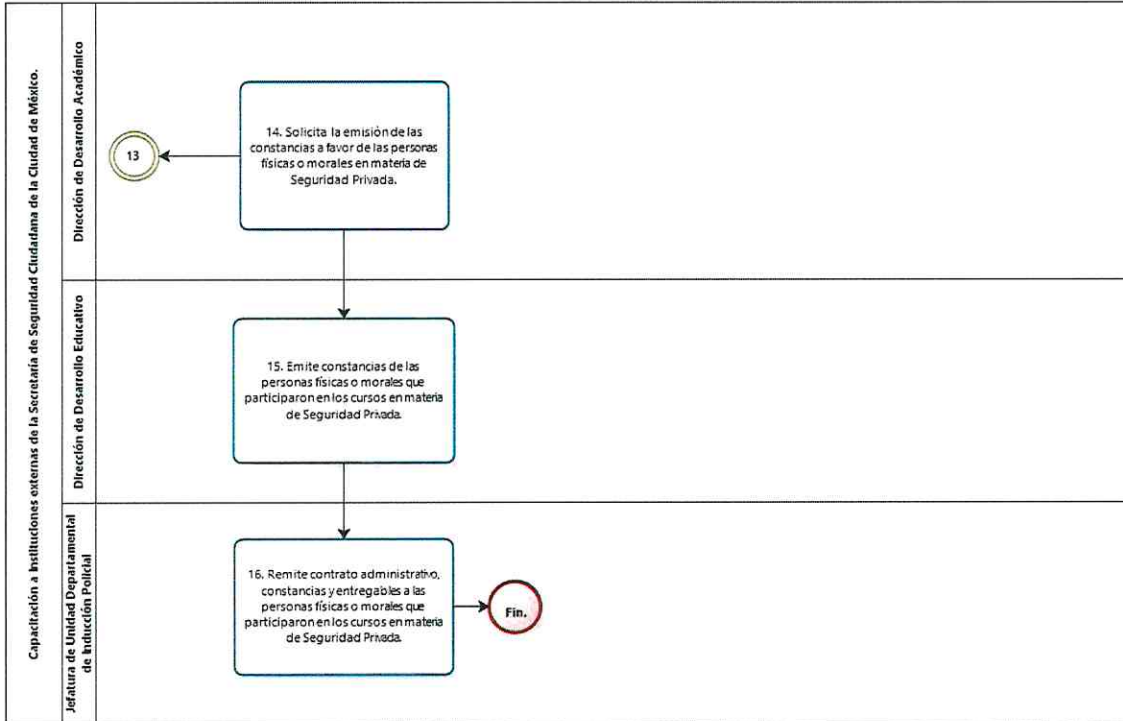 Capacitación a Instituciones externas de la Secretaría de Seguridad Ciudadana de la Ciudad de México.
Dirección de Desarrollo Académico
13
14. Solicita la emisión de las
constancias a favor de las personas
físicas o morales en materia de
Seguridad Privada.
Dirección de Desarrollo Educativo
15. Emite constancias de las
personas físicas o morales que
participaron en los cursos en materia
de Seguridad Privada.
Jefatura de Unidad Departamental
de Inducción Policial
16. Remite contrato administrativo,
constancias y entregables a las
personas físicas o morales que
participaron en los cursos en materia
de Seguridad Privada.
Fin.